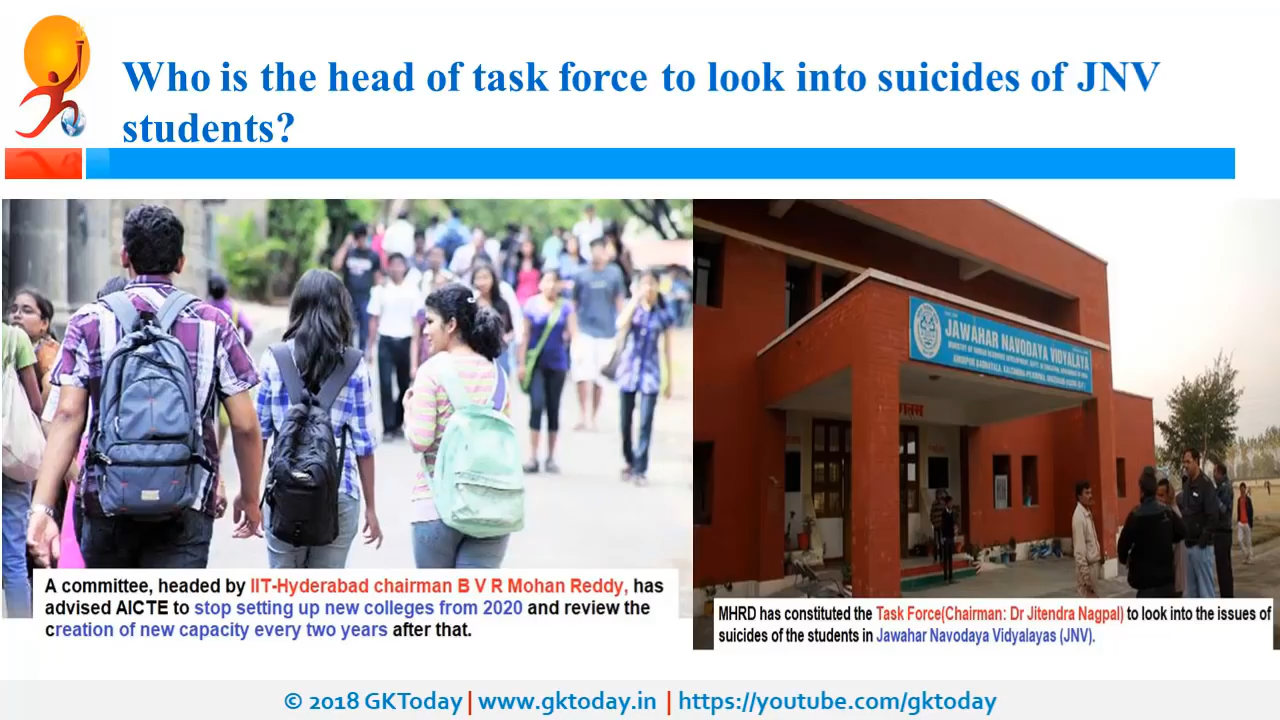 Who is the head of task force to look into suicides of JNV
students?
JAWAHAR NAVODAYA VIDYALAYA
A committee, headed by IIT-Hyderabad chairman B V R Mohan Reddy, has
advised AICTE to stop setting up new colleges from 2020 and review the
creation of new capacity every two years after that.
MHRD has constituted the Task Force(Chairman: Dr Jitendra Nagpal) to look into the issues of
suicides of the students in Jawahar Navodaya Vidyalayas (JNV).
© 2018 GKToday | www.gktoday.in | https://youtube.com/gktoday